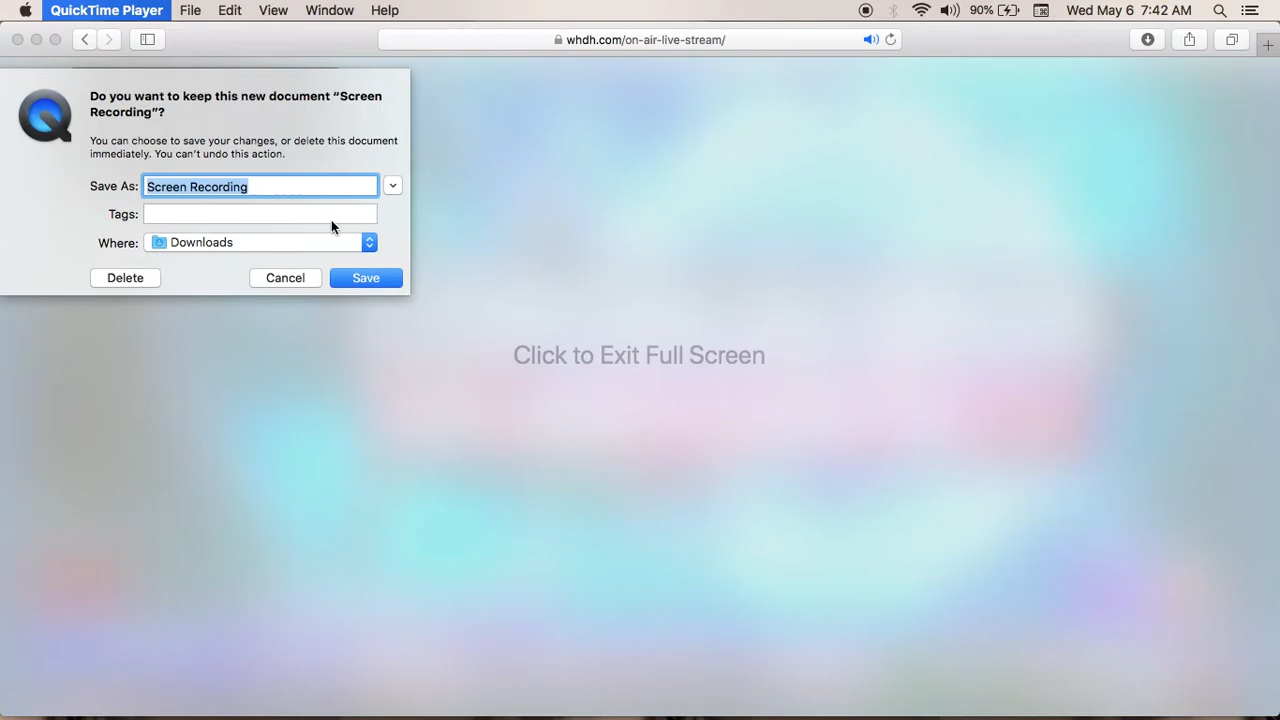 QuickTime Player File Edit View Window Help 90% Wed May 6 7:42 AM
whdh.com/on-air-live-stream/
Do you want to keep this new document “Screen
Recording”?
You can choose to save your changes, or delete this document
immediately. You can’t undo this action.
Save As: Screen Recording
Tags:
Where: Downloads
Delete Cancel Save
Click to Exit Full Screen